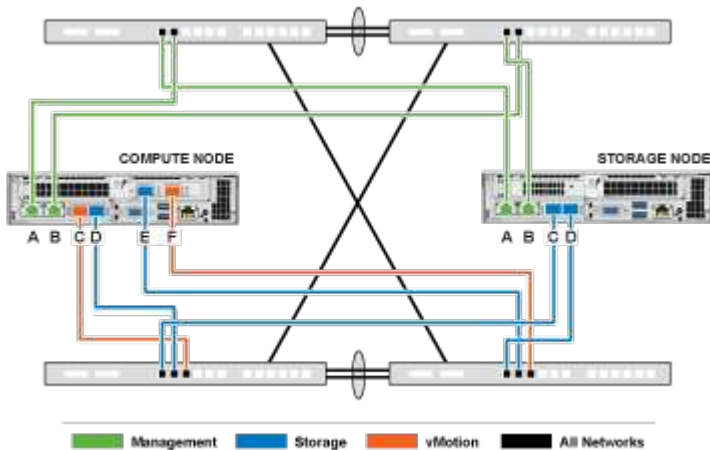 COMPUTE NODE STORAGE NODE
A B C D E F A B C D
Management Storage vMotion All Networks